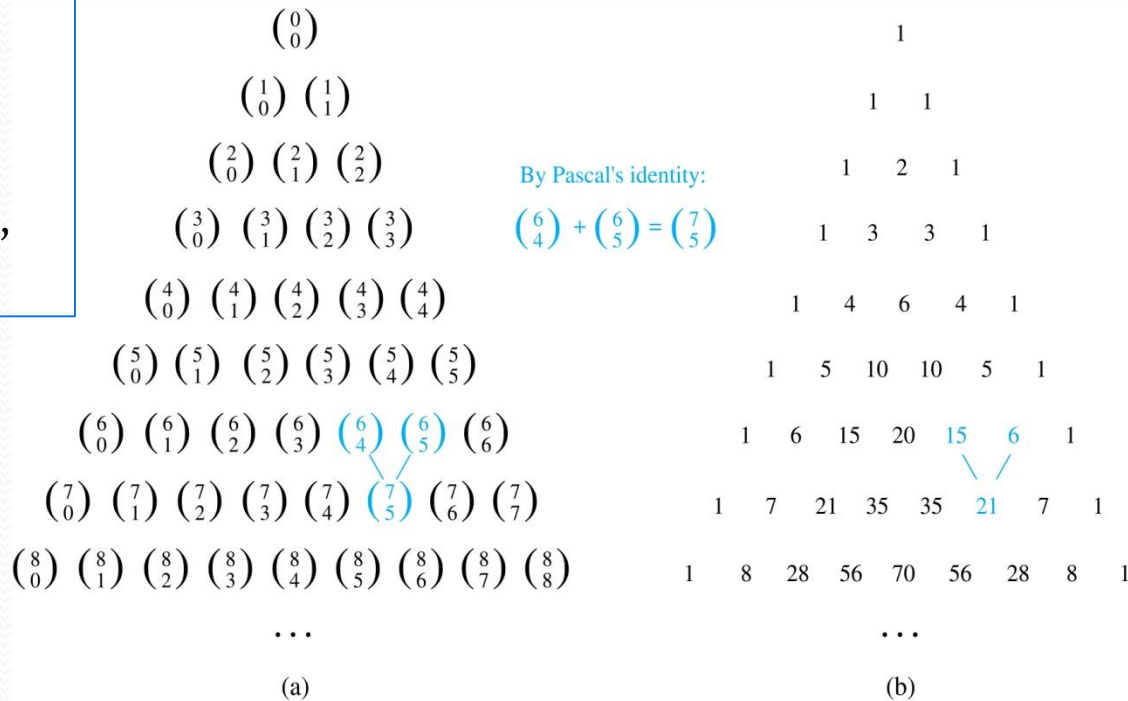 ,
(0 0)
(1 0) (1 1)
(2 0) (2 1) (2 2)
(3 0) (3 1) (3 2) (3 3)
(4 0) (4 1) (4 2) (4 3) (4 4)
(5 0) (5 1) (5 2) (5 3) (5 4) (5 5)
(6 0) (6 1) (6 2) (6 3) (6 4) (6 5) (6 6)
(7 0) (7 1) (7 2) (7 3) (7 4) (7 5) (7 6) (7 7)
(8 0) (8 1) (8 2) (8 3) (8 4) (8 5) (8 6) (8 7) (8 8)
...
(a)
By Pascal's identity:
(6 4) + (6 5) = (7 5)
1
1 1
1 2 1
1 3 3 1
1 4 6 4 1
1 5 10 10 5 1
1 6 15 20 15 6 1
1 7 21 35 35 21 7 1
1 8 28 56 70 56 28 8 1
...
(b)